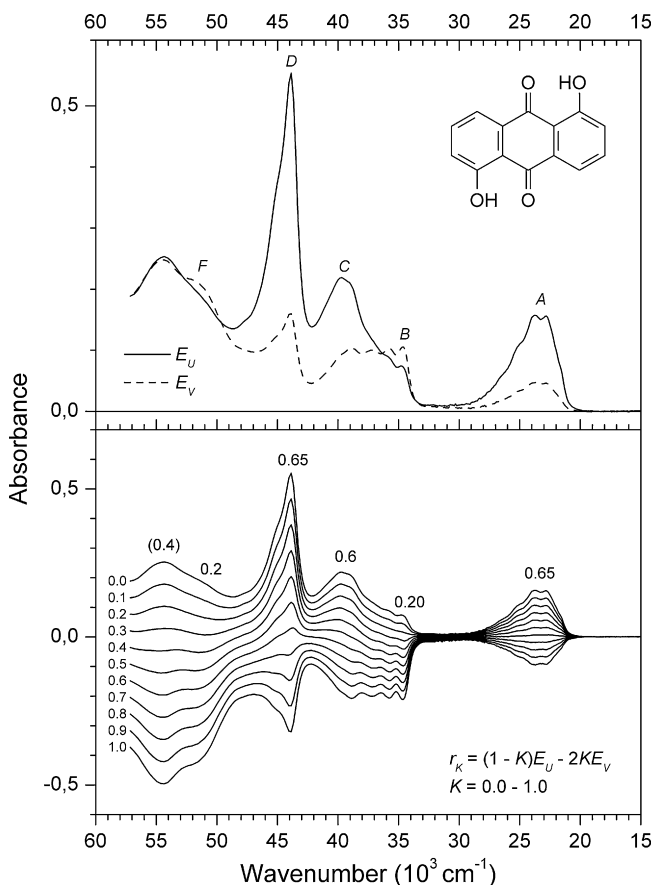 60 55 50 45 40 35 30 25 20 15
D
0,5
O HO
OH O
F
C
A
B
E_U
E_V
0,0
Absorbance
0.65
0,5
(0.4)
0.2
0.6
0.65
0.20
0.0
0.1
0.2
0.3
0,0
0.4
0.5
0.6
0.7
0.8
0.9
1.0
r_K = (1 - K)E_U - 2KE_V
K = 0.0 - 1.0
-0,5
60 55 50 45 40 35 30 25 20 15
Wavenumber (10³ cm⁻¹)